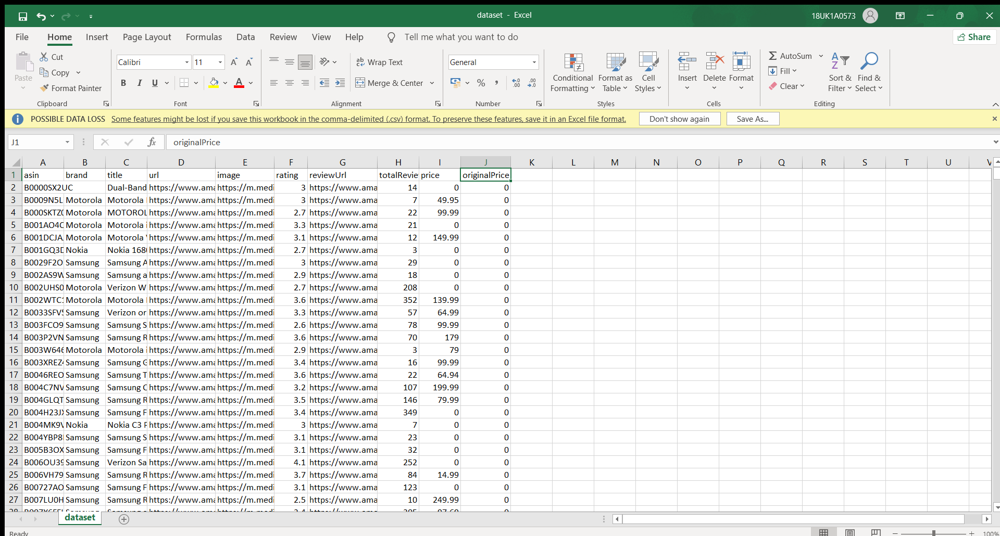 dataset - Excel
18UK1A0573
File Home Insert Page Layout Formulas Data Review View Help Tell me what you want to do Share
Paste
Cut
Copy
Format Painter
Clipboard
Calibri 11
B I U
Font
Wrap Text
Merge & Center
Alignment
General
Number
Conditional Formatting
Format as Table
Cell Styles
Styles
Insert Delete Format
Cells
AutoSum
Fill
Clear
Sort & Filter
Find & Select
Editing
POSSIBLE DATA LOSS Some features might be lost if you save this workbook in the comma-delimited (.csv) format. To preserve these features, save it in an Excel file format. Don't show again Save As...
J1 fx originalPrice
A B C D E F G H I J K L M N O P Q R S T U V
1 asin brand title url image rating reviewUrl totalRevie price originalPrice
2 B0000SX2UC Dual-Band https://www.ama https://m.medi 3 https://www.ama 14 0 0
3 B0009N5L Motorola Motorola https://www.ama https://m.medi 3 https://www.ama 7 49.95 0
4 B000SKTZ0 Motorola MOTOROL https://www.ama https://m.medi 2.7 https://www.ama 22 99.99 0
5 B001AO4C Motorola Motorola i https://www.ama https://m.medi 3.3 https://www.ama 21 0 0
6 B001DCJA Motorola Motorola V https://www.ama https://m.medi 3.1 https://www.ama 12 149.99 0
7 B001GQ3D Nokia Nokia 1680 https://www.ama https://m.medi 2.7 https://www.ama 3 0 0
8 B0029F2O Samsung Samsung A https://www.ama https://m.medi 3 https://www.ama 29 0 0
9 B002AS9W Samsung Samsung a https://www.ama https://m.medi 2.9 https://www.ama 18 0 0
10 B002UHS0 Motorola Verizon W https://www.ama https://m.medi 2.7 https://www.ama 208 0 0
11 B002WTC1 Motorola Motorola https://www.ama https://m.medi 3.6 https://www.ama 352 139.99 0
12 B0033SFV5 Samsung Verizon or https://www.ama https://m.medi 3.3 https://www.ama 57 64.99 0
13 B003FCO9 Samsung Samsung S https://www.ama https://m.medi 2.6 https://www.ama 78 99.99 0
14 B003P2VN Samsung Samsung R https://www.ama https://m.medi 3.6 https://www.ama 70 179 0
15 B003W646 Motorola Motorola i https://www.ama https://m.medi 2.9 https://www.ama 3 79 0
16 B003XREZ4 Samsung Samsung G https://www.ama https://m.medi 3.4 https://www.ama 16 99.99 0
17 B0046REO Samsung Samsung T https://www.ama https://m.medi 3.6 https://www.ama 22 64.94 0
18 B004C7NV Samsung Samsung C https://www.ama https://m.medi 3.2 https://www.ama 107 199.99 0
19 B004GLQT Samsung Samsung R https://www.ama https://m.medi 3.5 https://www.ama 146 79.99 0
20 B004H23JX Samsung Samsung F https://www.ama https://m.medi 3.4 https://www.ama 349 0 0
21 B004MK9V Nokia Nokia C3 F https://www.ama https://m.medi 3 https://www.ama 7 0 0
22 B004YBP8 Samsung Samsung S https://www.ama https://m.medi 3.1 https://www.ama 23 0 0
23 B005B3OX Samsung Samsung F https://www.ama https://m.medi 3.1 https://www.ama 32 0 0
24 B006OU39 Samsung Verizon Sa https://www.ama https://m.medi 4.1 https://www.ama 252 0 0
25 B006VH79 Samsung Samsung R https://www.ama https://m.medi 3.7 https://www.ama 84 14.99 0
26 B00727AO Samsung Samsung F https://www.ama https://m.medi 3.1 https://www.ama 123 0 0
27 B007LU0H Samsung Samsung R https://www.ama https://m.medi 2.5 https://www.ama 10 249.99 0
dataset
Ready 100%